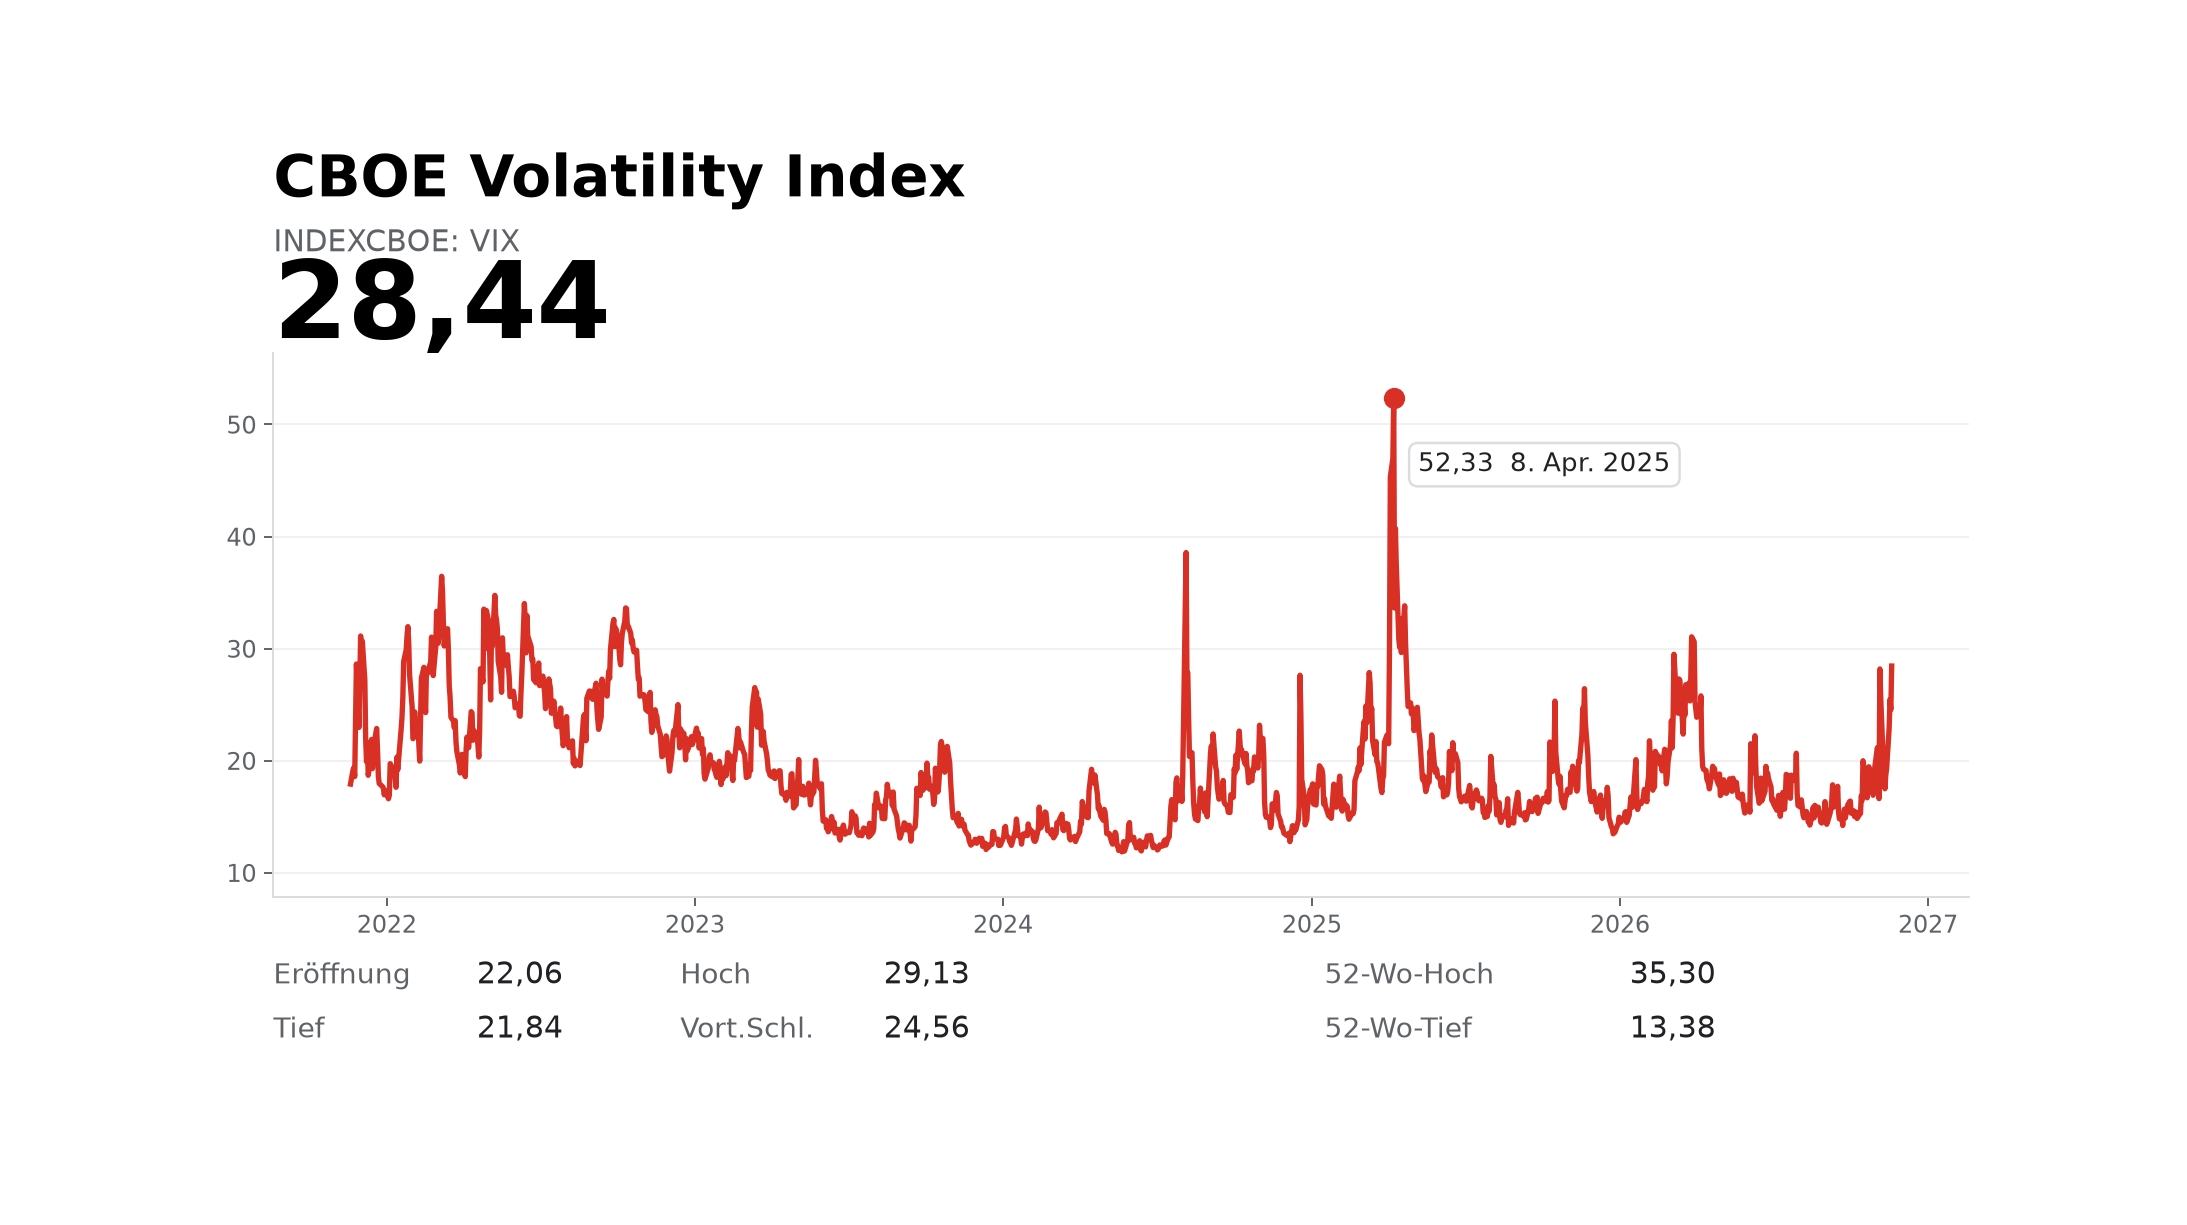 CBOE Volatility Index
INDEXCBOE: VIX
28,44
50
52,33  8. Apr. 2025
40
30
20
10
2022 2023 2024 2025 2026 2027
Eröffnung 22,06 Hoch 29,13 52-Wo-Hoch 35,30
Tief 21,84 Vort.Schl. 24,56 52-Wo-Tief 13,38